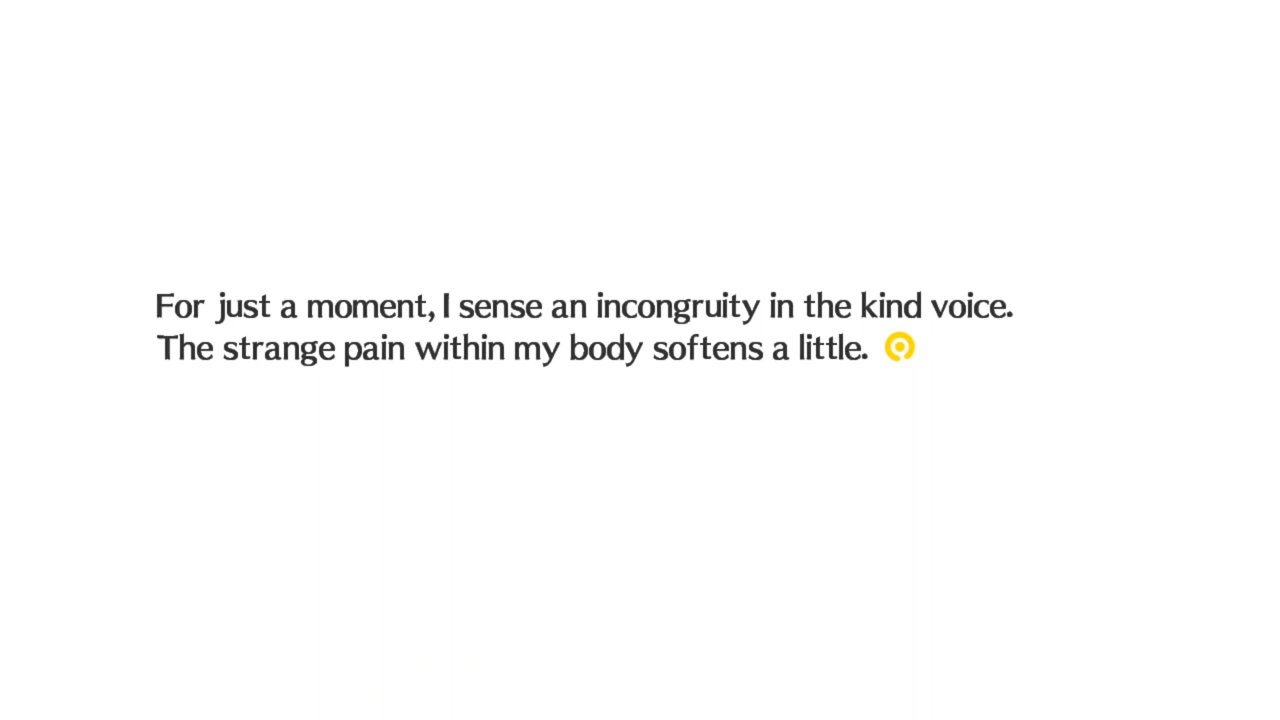 For just a moment, I sense an incongruity in the kind voice.
The strange pain within my body softens a little.